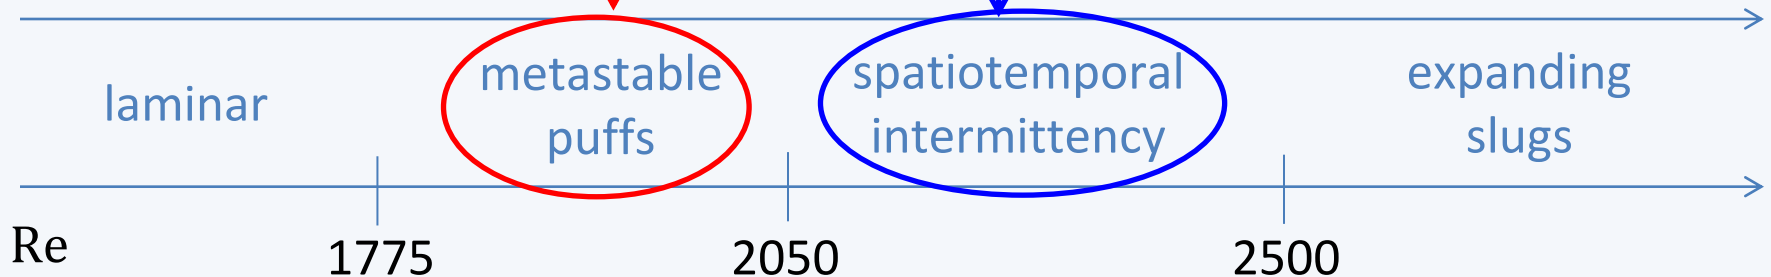 laminar
metastable
puffs
spatiotemporal
intermittency
expanding
slugs
Re
1775
2050
2500